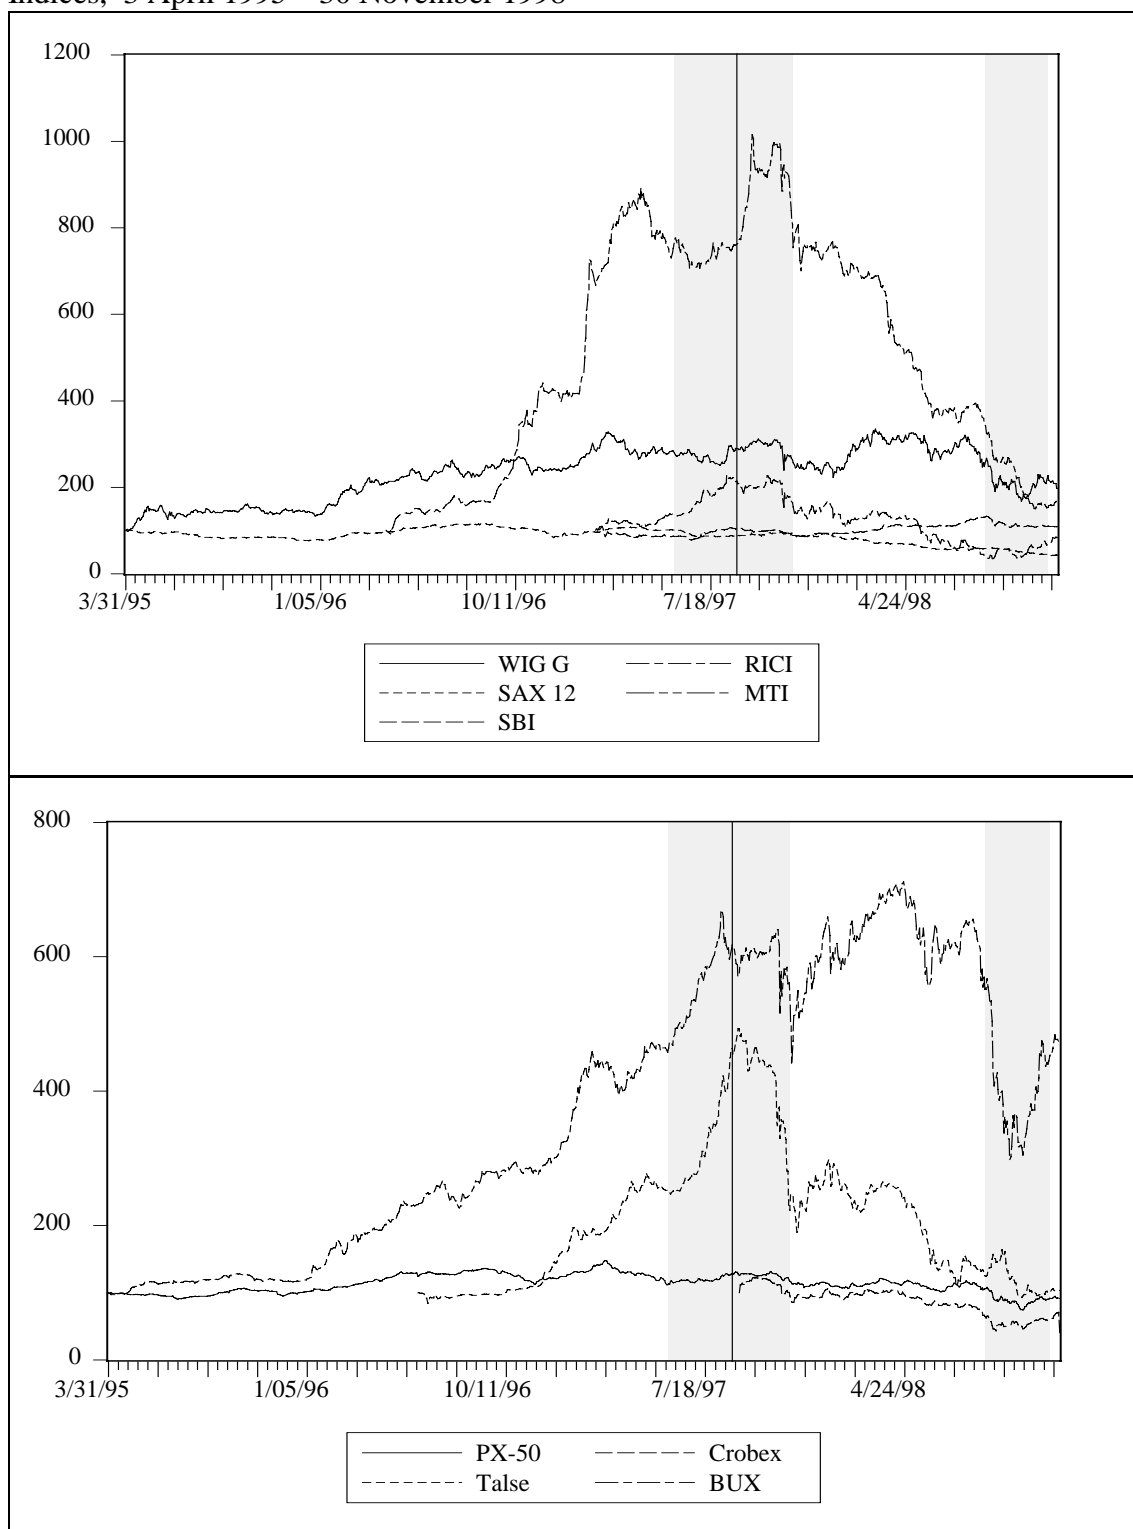 Indices, 3 April 1995 – 30 November 1998
1200
1000
800
600
400
200
0
3/31/95 1/05/96 10/11/96 7/18/97 4/24/98
WIG G RICI
SAX 12 MTI
SBI
800
600
400
200
0
3/31/95 1/05/96 10/11/96 7/18/97 4/24/98
PX-50 Crobex
Talse BUX